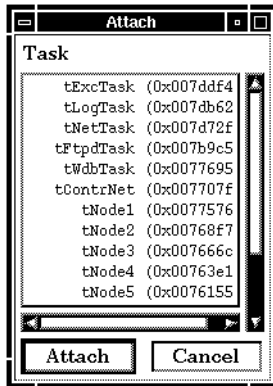 Attach
Task
tExcTask (0x007ddf4
tLogTask (0x007db62
tNetTask (0x007d72f
tFtpdTask (0x007b9c5
tWdbTask (0x0077695
tContrNet (0x007707f
tNode1 (0x0077576
tNode2 (0x00768f7
tNode3 (0x007666c
tNode4 (0x00763e1
tNode5 (0x0076155
Attach Cancel